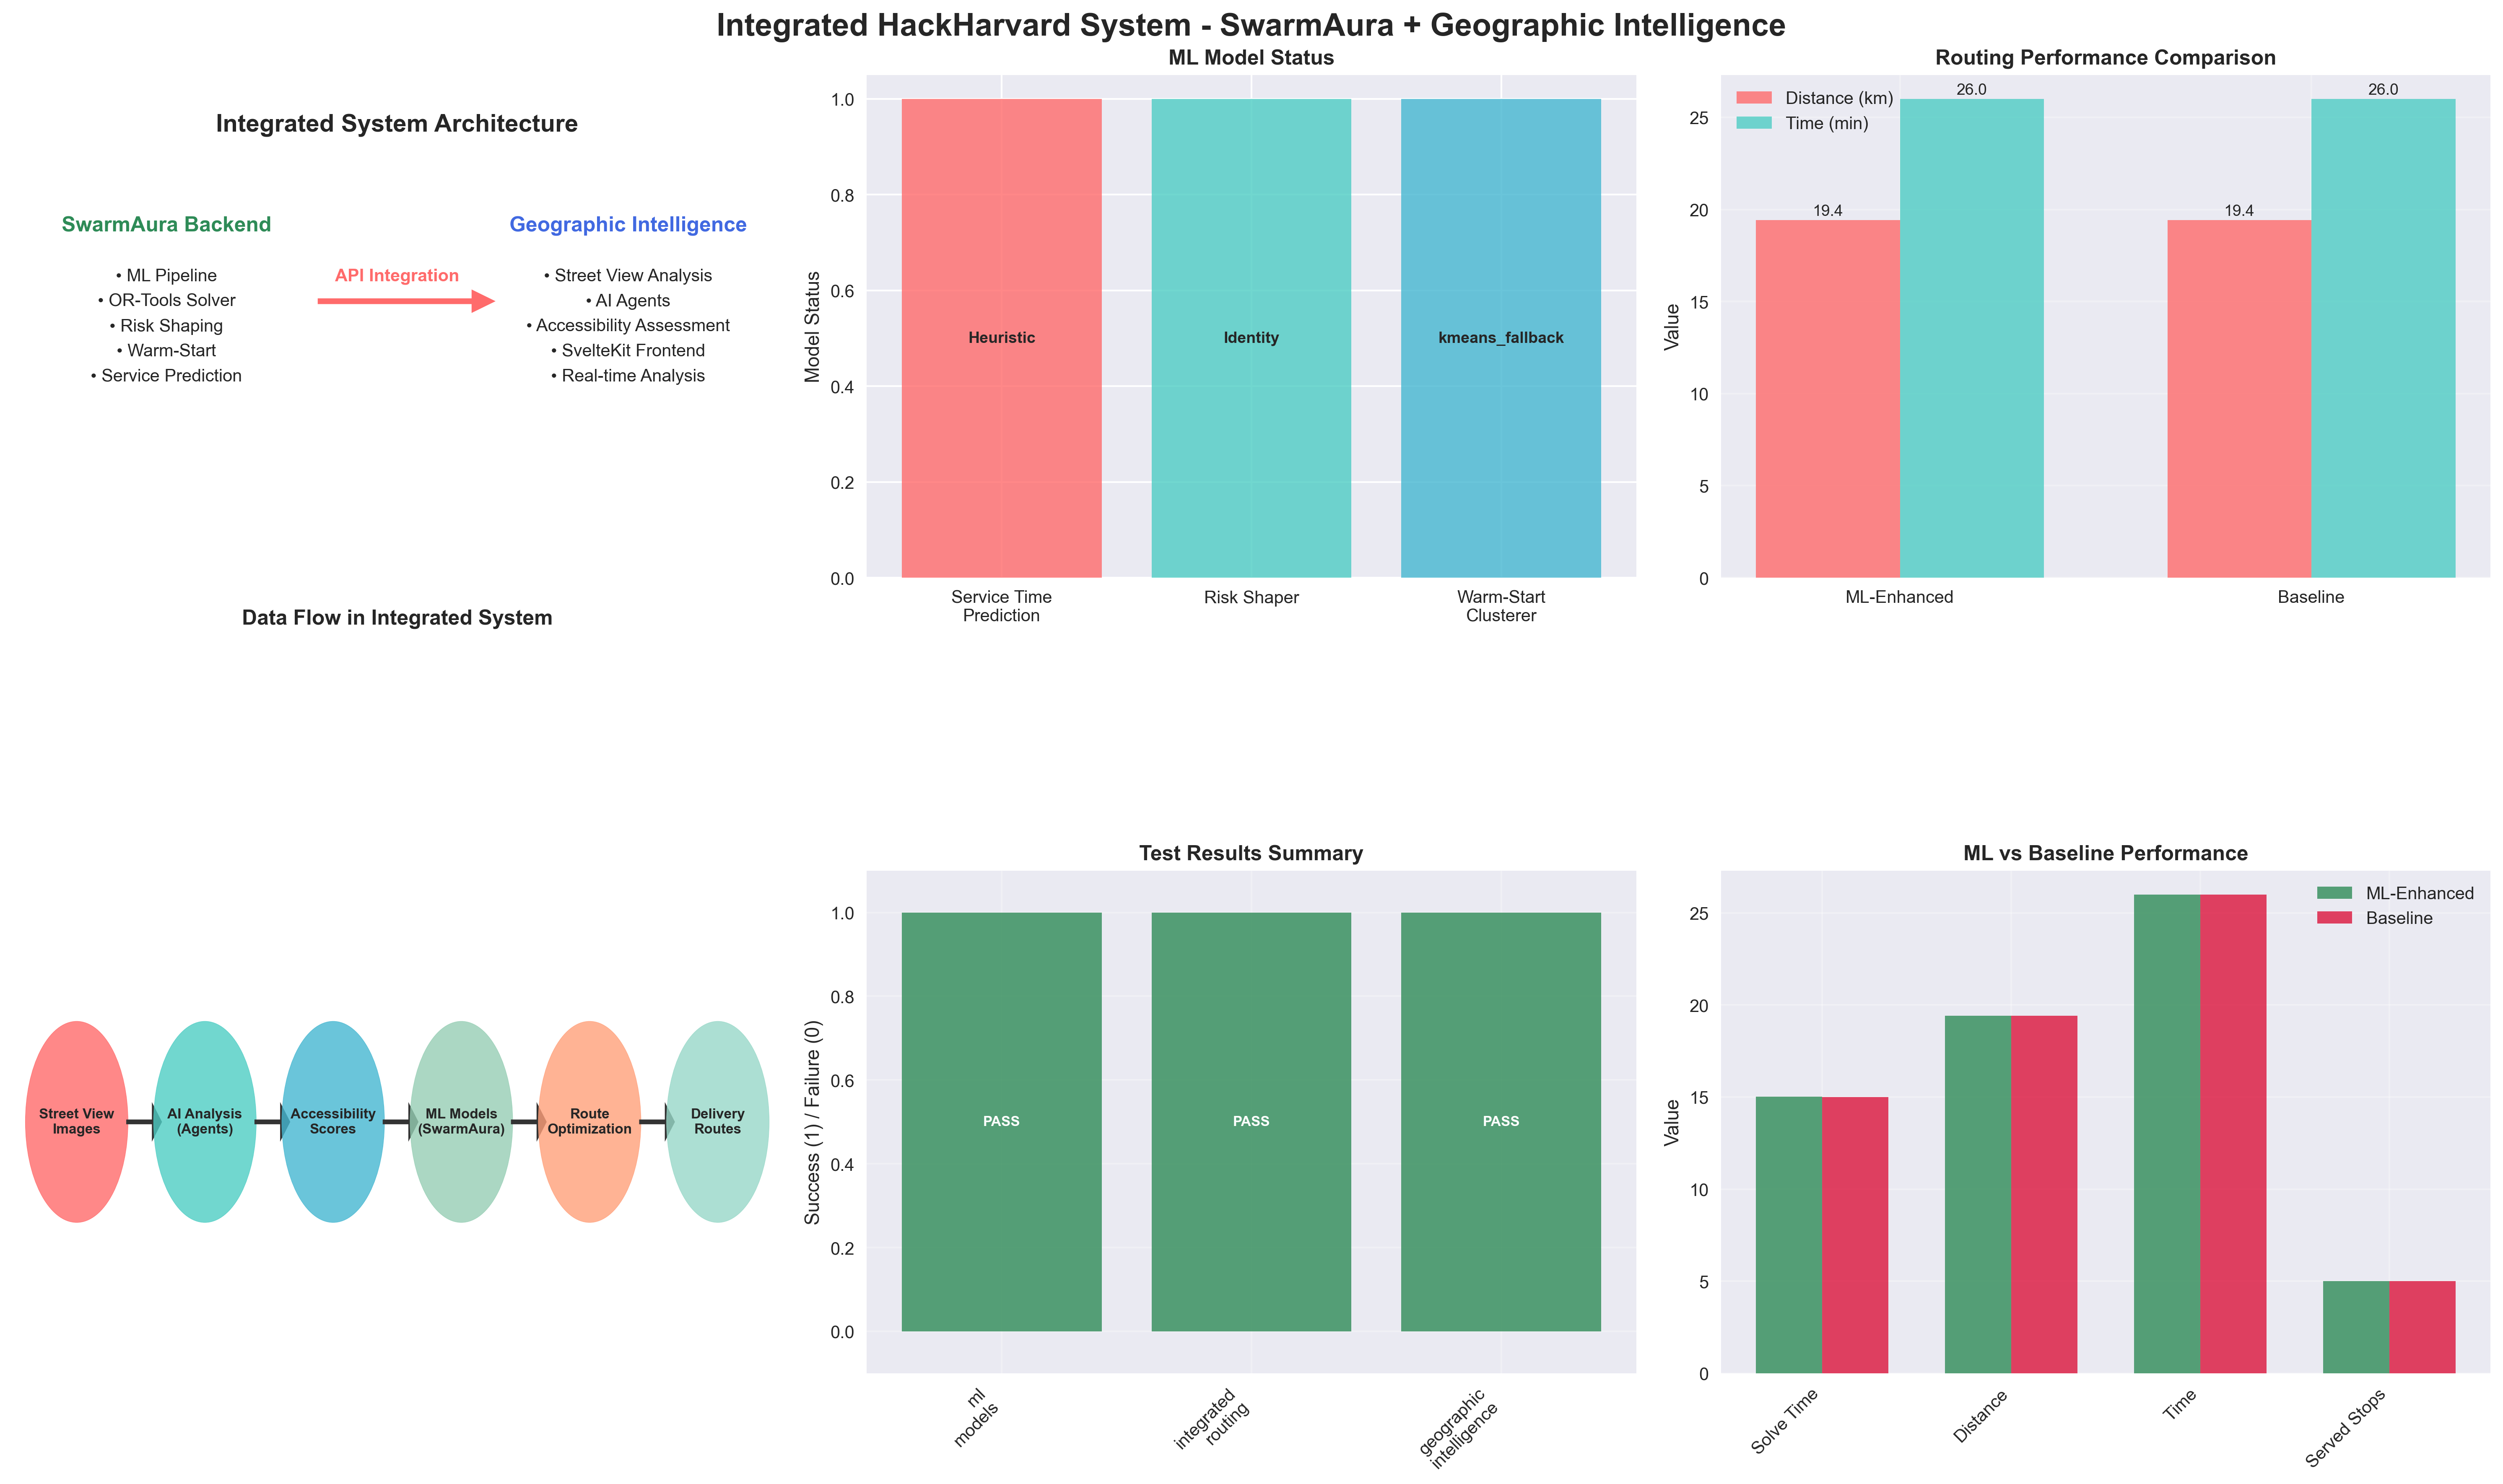 Integrated HackHarvard System - SwarmAura + Geographic Intelligence
Integrated System Architecture
SwarmAura Backend
• ML Pipeline
• OR-Tools Solver
• Risk Shaping
• Warm-Start
• Service Prediction
API Integration
Geographic Intelligence
• Street View Analysis
• AI Agents
• Accessibility Assessment
• SvelteKit Frontend
• Real-time Analysis
ML Model Status
Model Status
1.0
0.8
0.6
0.4
0.2
0.0
Heuristic
Identity
kmeans_fallback
Service Time
Prediction
Risk Shaper
Warm-Start
Clusterer
Routing Performance Comparison
Distance (km)
Time (min)
Value
25
20
15
10
5
0
19.4
26.0
19.4
26.0
ML-Enhanced
Baseline
Data Flow in Integrated System
Street View
Images
AI Analysis
(Agents)
Accessibility
Scores
ML Models
(SwarmAura)
Route
Optimization
Delivery
Routes
Test Results Summary
Success (1) / Failure (0)
1.0
0.8
0.6
0.4
0.2
0.0
PASS
PASS
PASS
ml
models
integrated
routing
geographic
intelligence
ML vs Baseline Performance
ML-Enhanced
Baseline
Value
25
20
15
10
5
0
Solve Time
Distance
Time
Served Stops